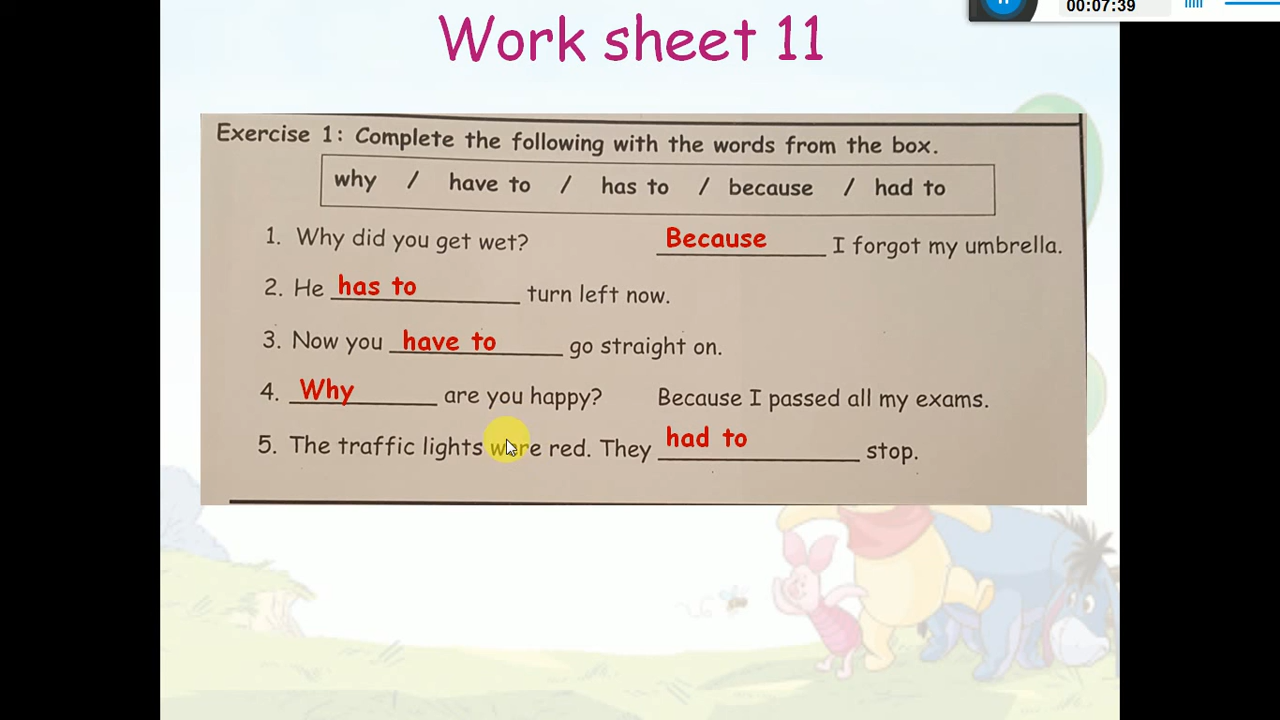 00:07:39
Work sheet 11
Exercise 1: Complete the following with the words from the box.
why / have to / has to / because / had to
1. Why did you get wet? Because I forgot my umbrella.
2. He has to turn left now.
3. Now you have to go straight on.
4. Why are you happy? Because I passed all my exams.
5. The traffic lights were red. They had to stop.